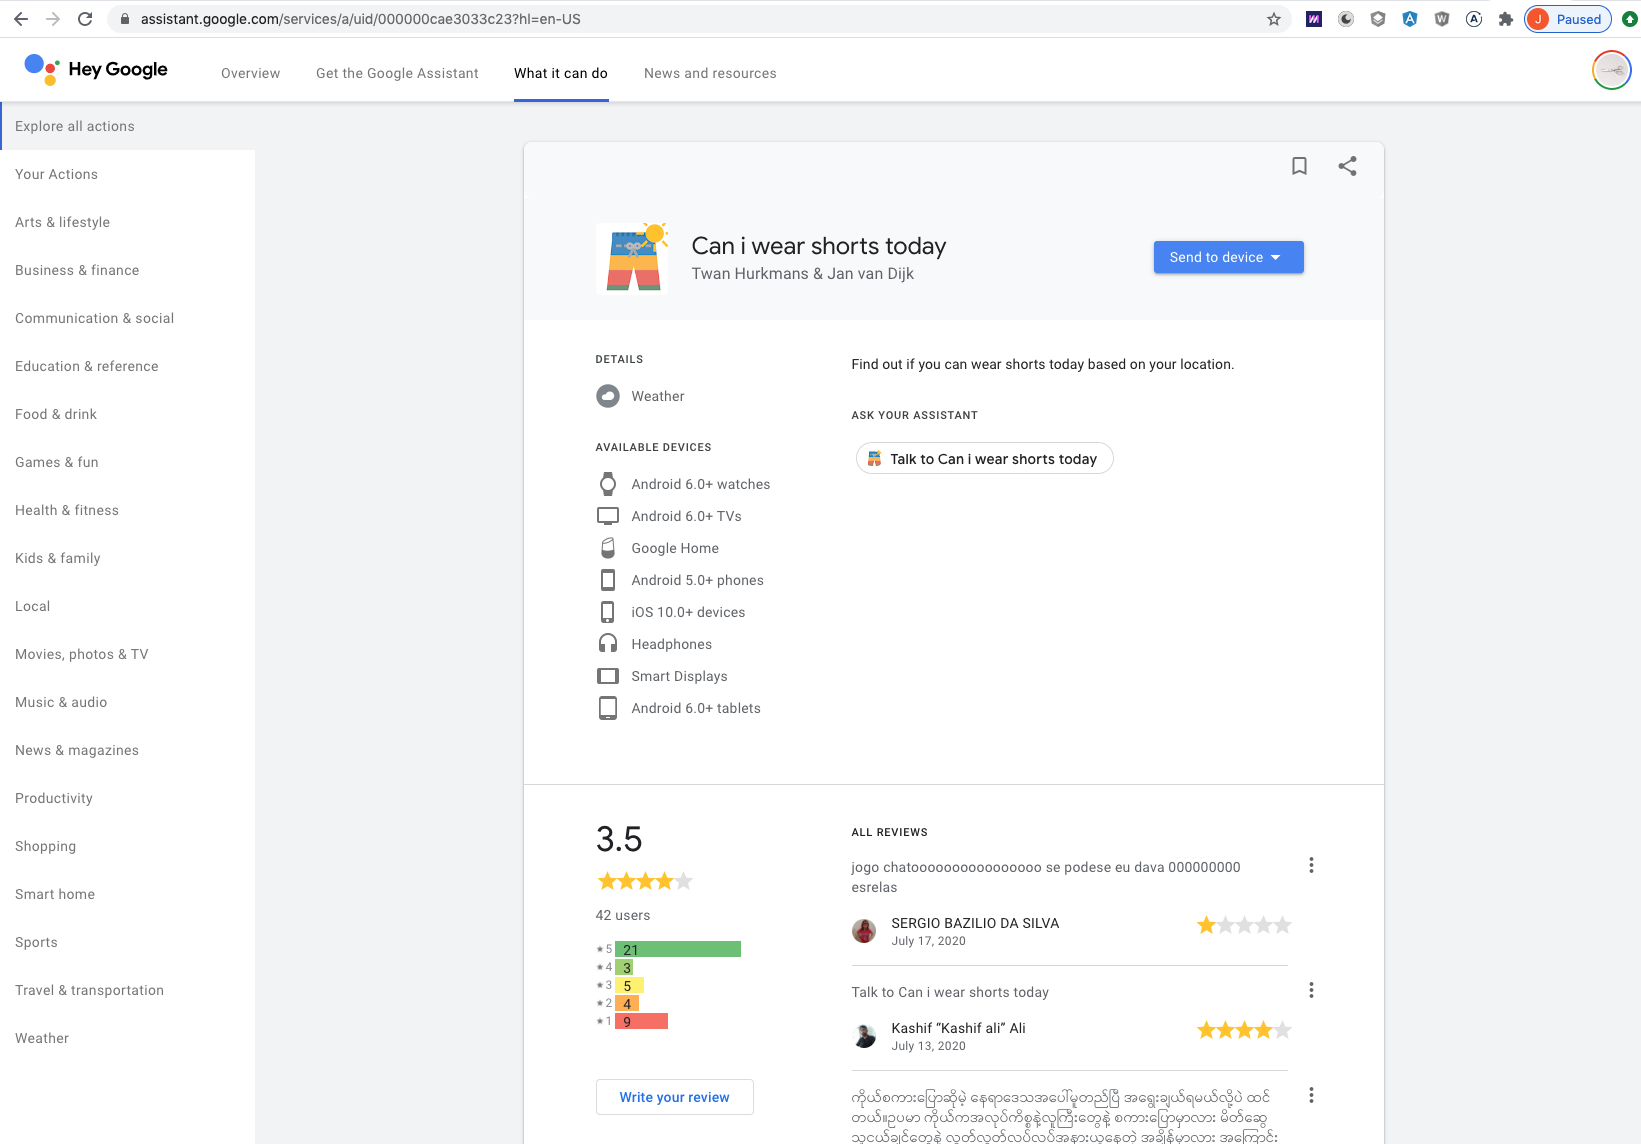 assistant.google.com/services/a/uid/000000cae3033c23?hl=en-US
J Paused
Hey Google
Overview
Get the Google Assistant
What it can do
News and resources
Explore all actions
Your Actions
Arts & lifestyle
Business & finance
Communication & social
Education & reference
Food & drink
Games & fun
Health & fitness
Kids & family
Local
Movies, photos & TV
Music & audio
News & magazines
Productivity
Shopping
Smart home
Sports
Travel & transportation
Weather
Can i wear shorts today
Twan Hurkmans & Jan van Dijk
Send to device
DETAILS
Weather
AVAILABLE DEVICES
Android 6.0+ watches
Android 6.0+ TVs
Google Home
Android 5.0+ phones
iOS 10.0+ devices
Headphones
Smart Displays
Android 6.0+ tablets
Find out if you can wear shorts today based on your location.
ASK YOUR ASSISTANT
Talk to Can i wear shorts today
3.5
42 users
5 21
4 3
3 5
2 4
1 9
Write your review
ALL REVIEWS
jogo chatoooooooooooooooo se podese eu dava 000000000
esrelas
SERGIO BAZILIO DA SILVA
July 17, 2020
Talk to Can i wear shorts today
Kashif “Kashif ali” Ali
July 13, 2020
ကိုယ်စကားပြောဆိုမဲ့ နေရာဒေသအပေါ်မူတည်ပြီ အရွေးချယ်ရမယ်လို့ပဲ ထင်
တယ်။ဥပမာ ကိုယ်ကအလုပ်ကိစ္စနဲ့လူကြီးတွေနဲ့ စကားပြောမှာလား မိတ်ဆွေ